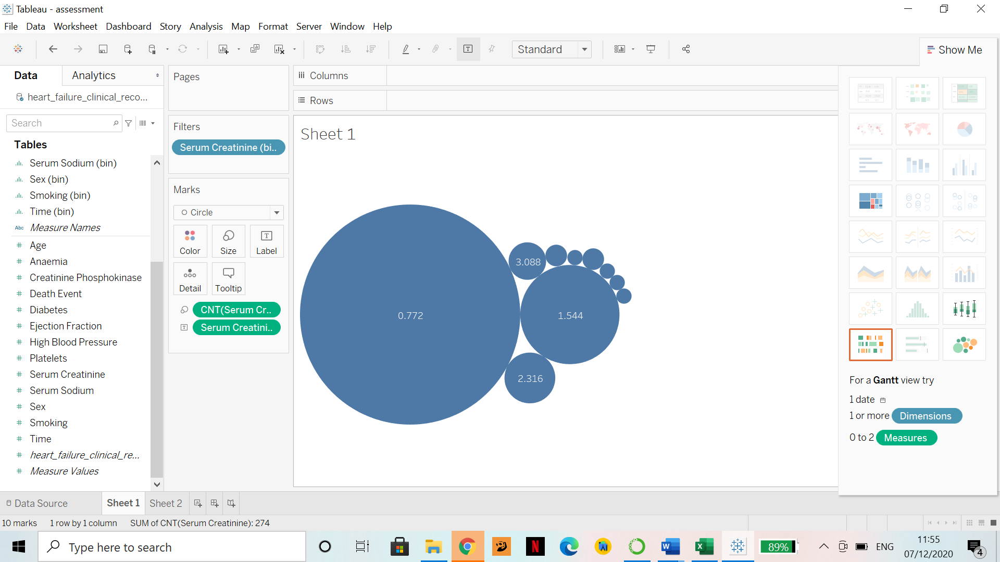 Tableau - assessment
File Data Worksheet Dashboard Story Analysis Map Format Server Window Help
Standard
Show Me
Data
Analytics
heart_failure_clinical_reco...
Search
Tables
Serum Sodium (bin)
Sex (bin)
Smoking (bin)
Time (bin)
Abc Measure Names
Age
Anaemia
Creatinine Phosphokinase
Death Event
Diabetes
Ejection Fraction
High Blood Pressure
Platelets
Serum Creatinine
Serum Sodium
Sex
Smoking
Time
heart_failure_clinical_re...
Measure Values
Pages
Filters
Serum Creatinine (bi..
Marks
Circle
Color
Size
Label
Detail
Tooltip
CNT(Serum Cr..
Serum Creatini..
Columns
Rows
Sheet 1
3.088
0.772
1.544
2.316
For a Gantt view try
1 date
1 or more Dimensions
0 to 2 Measures
Data Source
Sheet 1
Sheet 2
10 marks 1 row by 1 column SUM of CNT(Serum Creatinine): 274
Type here to search
89%
ENG
11:55
07/12/2020
4